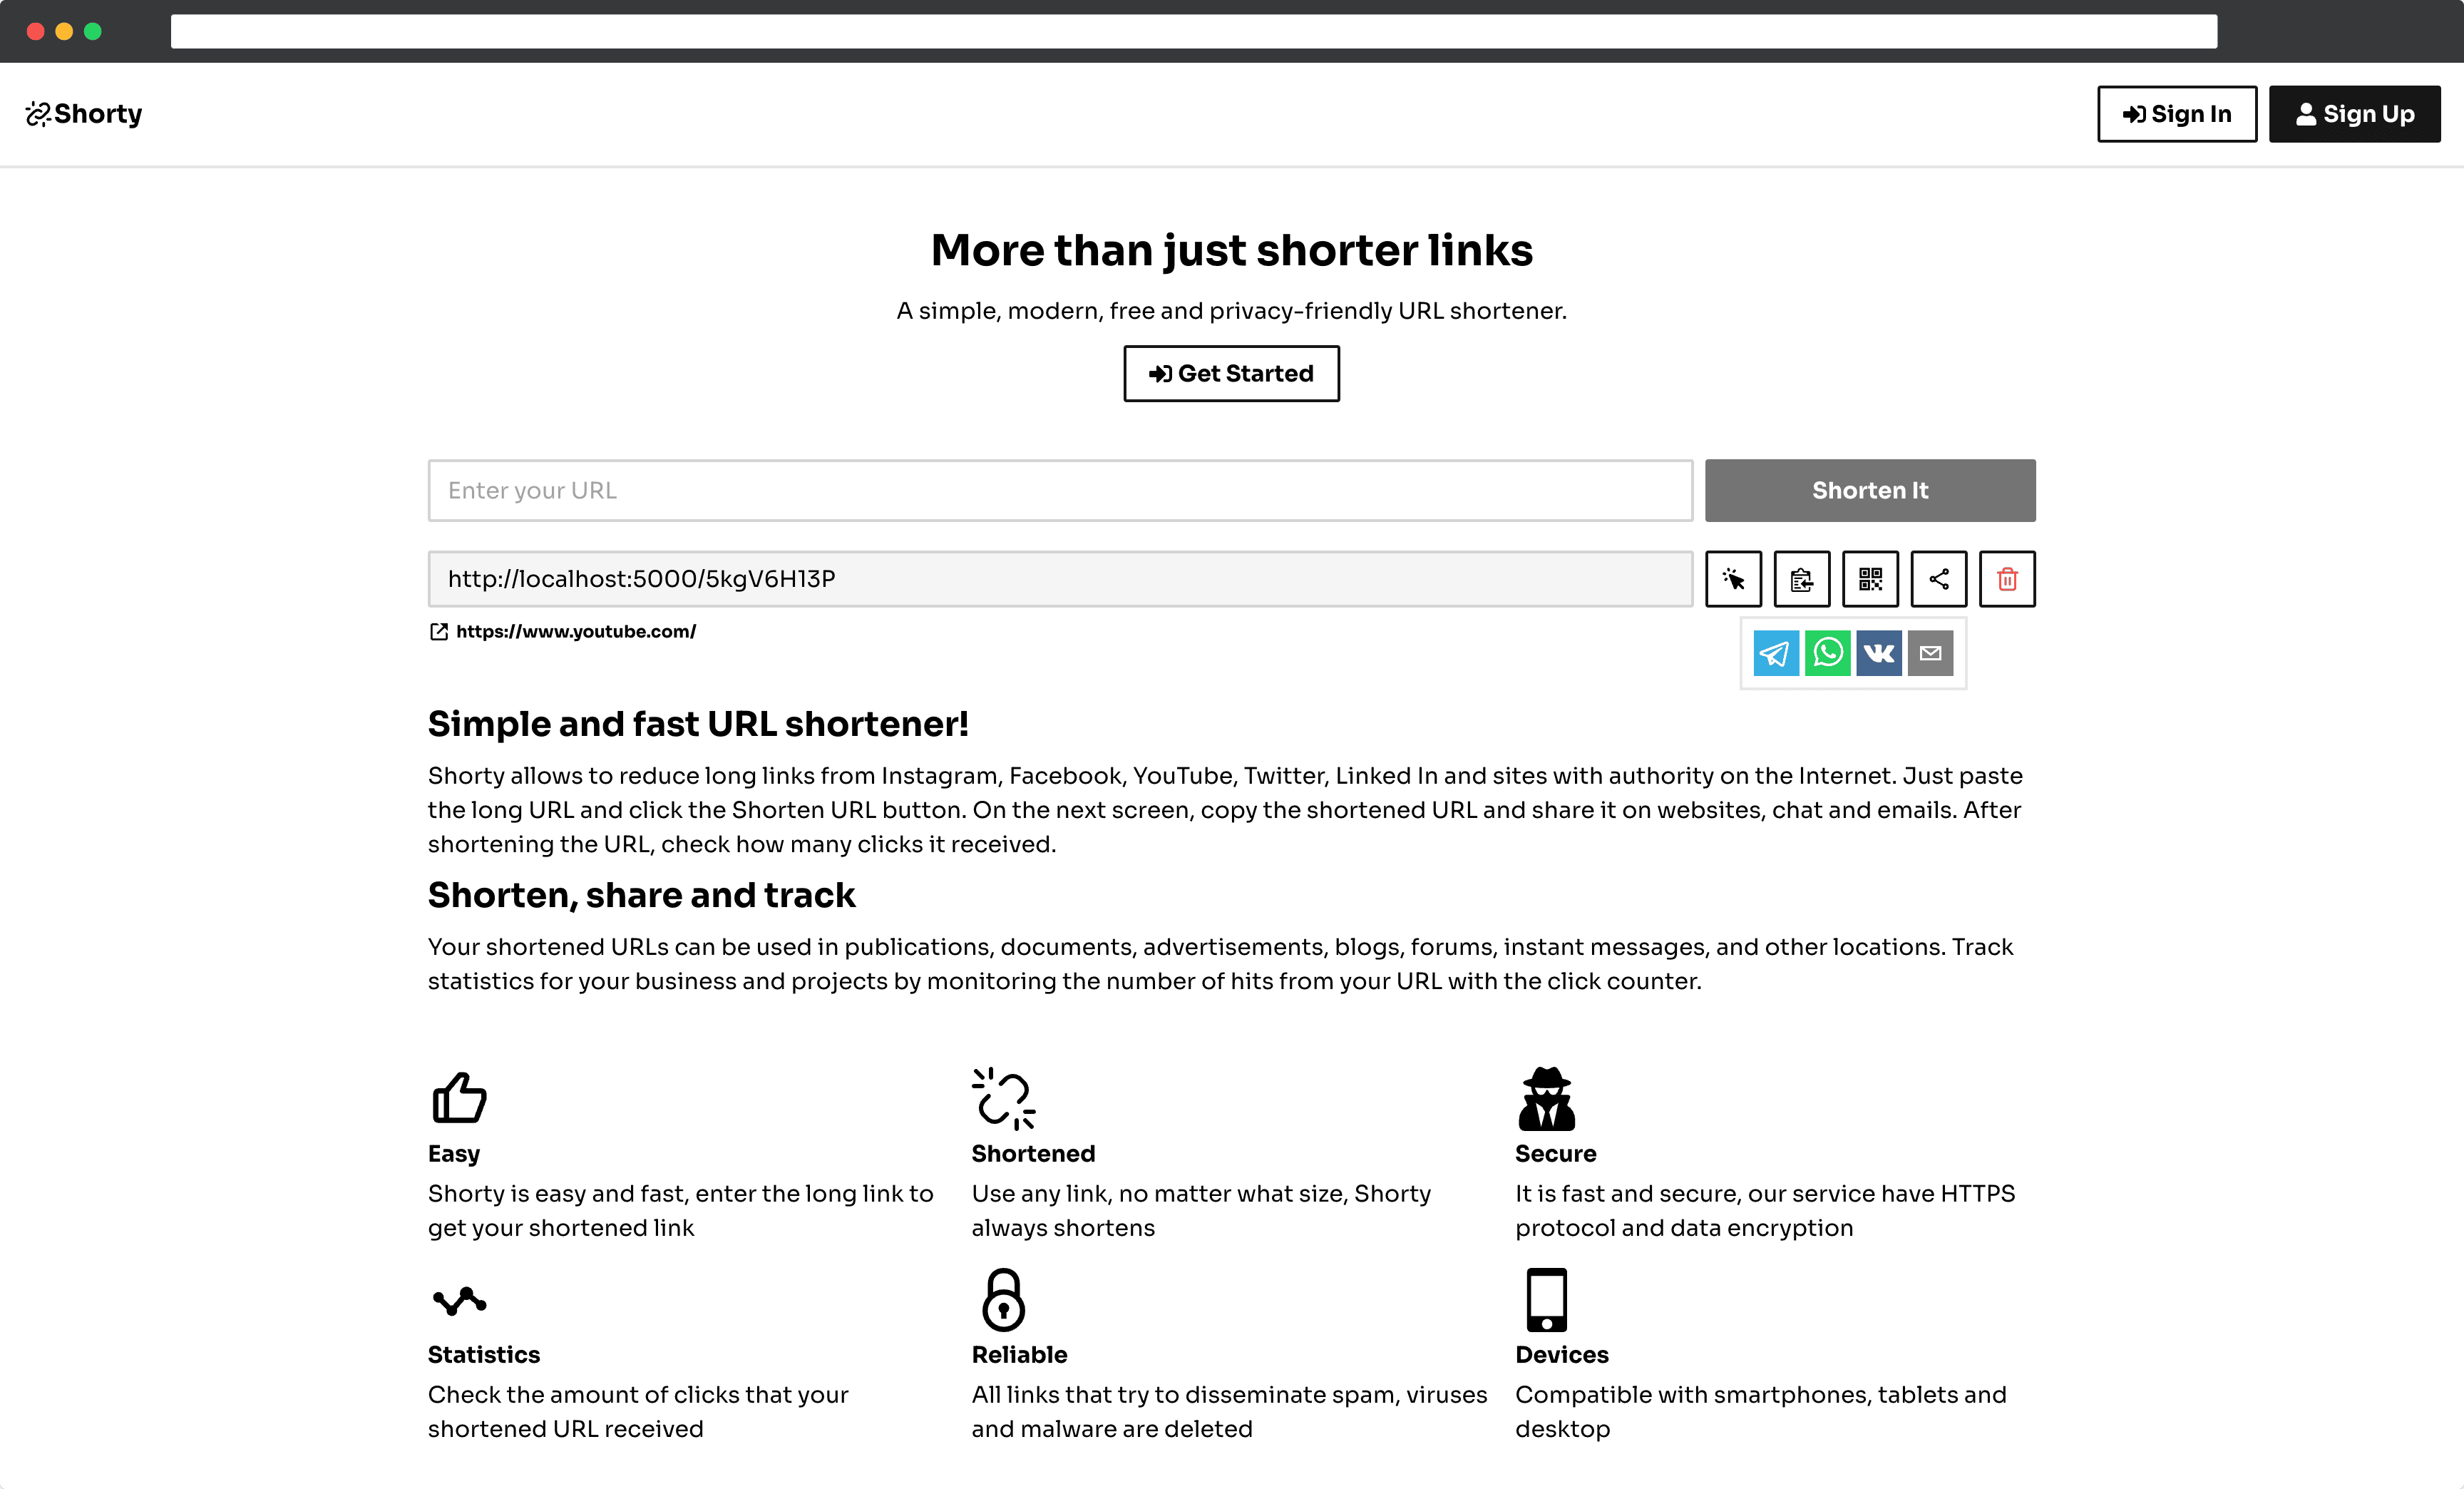 Shorty
Sign In
Sign Up
More than just shorter links
A simple, modern, free and privacy-friendly URL shortener.
Get Started
Enter your URL
Shorten It
http://localhost:5000/5kgV6H13P
https://www.youtube.com/
Simple and fast URL shortener!
Shorty allows to reduce long links from Instagram, Facebook, YouTube, Twitter, Linked In and sites with authority on the Internet. Just paste
the long URL and click the Shorten URL button. On the next screen, copy the shortened URL and share it on websites, chat and emails. After
shortening the URL, check how many clicks it received.
Shorten, share and track
Your shortened URLs can be used in publications, documents, advertisements, blogs, forums, instant messages, and other locations. Track
statistics for your business and projects by monitoring the number of hits from your URL with the click counter.
Easy
Shorty is easy and fast, enter the long link to
get your shortened link
Shortened
Use any link, no matter what size, Shorty
always shortens
Secure
It is fast and secure, our service have HTTPS
protocol and data encryption
Statistics
Check the amount of clicks that your
shortened URL received
Reliable
All links that try to disseminate spam, viruses
and malware are deleted
Devices
Compatible with smartphones, tablets and
desktop